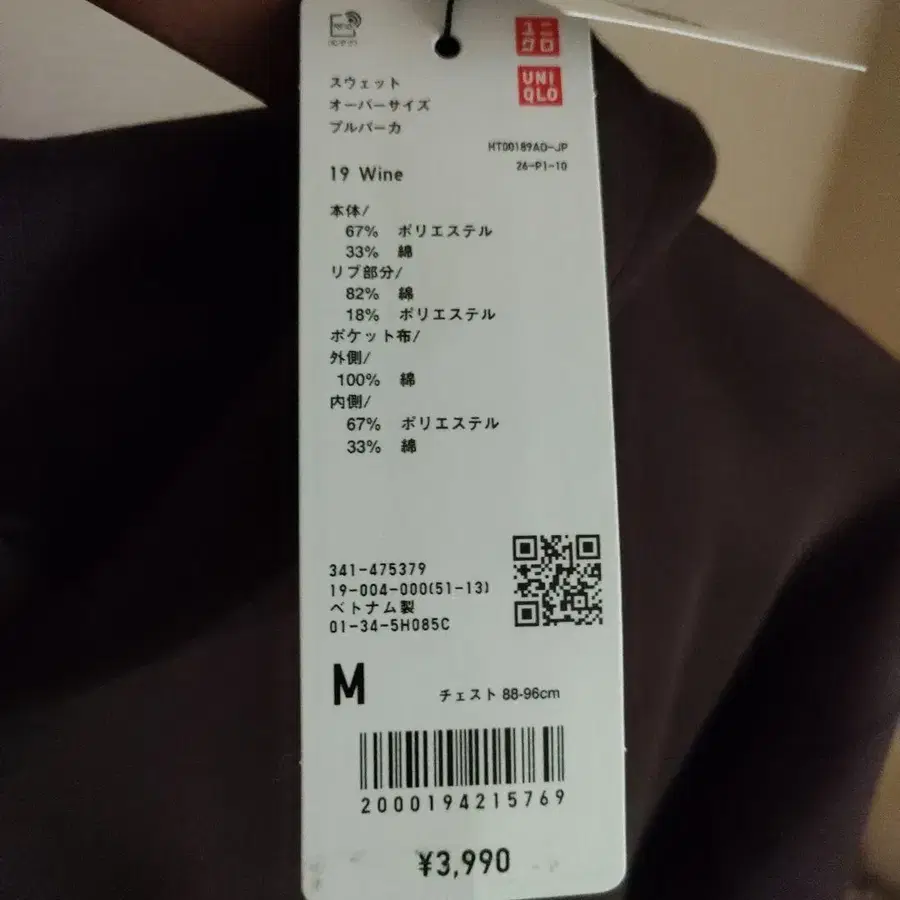 ユニ
クロ
UNI
QLO
スウェット
オーバーサイズ
プルパーカ
HT00189AD-JP
26-P1-10
19 Wine
本体/
67% ポリエステル
33% 綿
リブ部分/
82% 綿
18% ポリエステル
ポケット布/
外側/
100% 綿
内側/
67% ポリエステル
33% 綿
341-475379
19-004-000(51-13)
ベトナム製
01-34-5H085C
M
チェスト 88-96cm
2000194215769
¥3,990